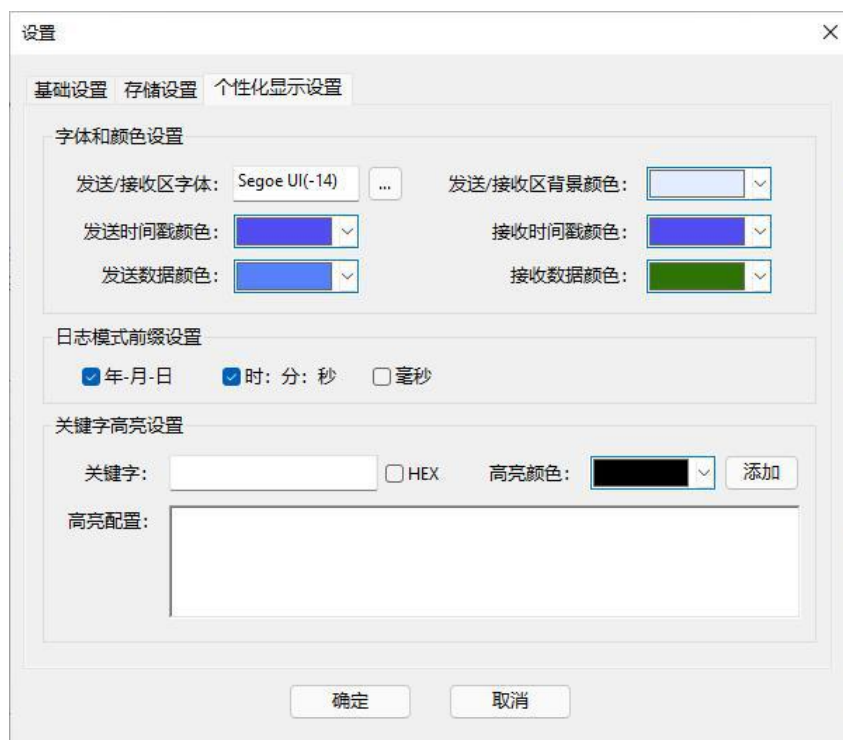 设置
基础设置 存储设置 个性化显示设置
字体和颜色设置
发送/接收区字体： Segoe UI(-14) ... 发送/接收区背景颜色：
发送时间戳颜色： 接收时间戳颜色：
发送数据颜色： 接收数据颜色：
日志模式前缀设置
年-月-日 时：分：秒 毫秒
关键字高亮设置
关键字： HEX 高亮颜色： 添加
高亮配置：
确定 取消